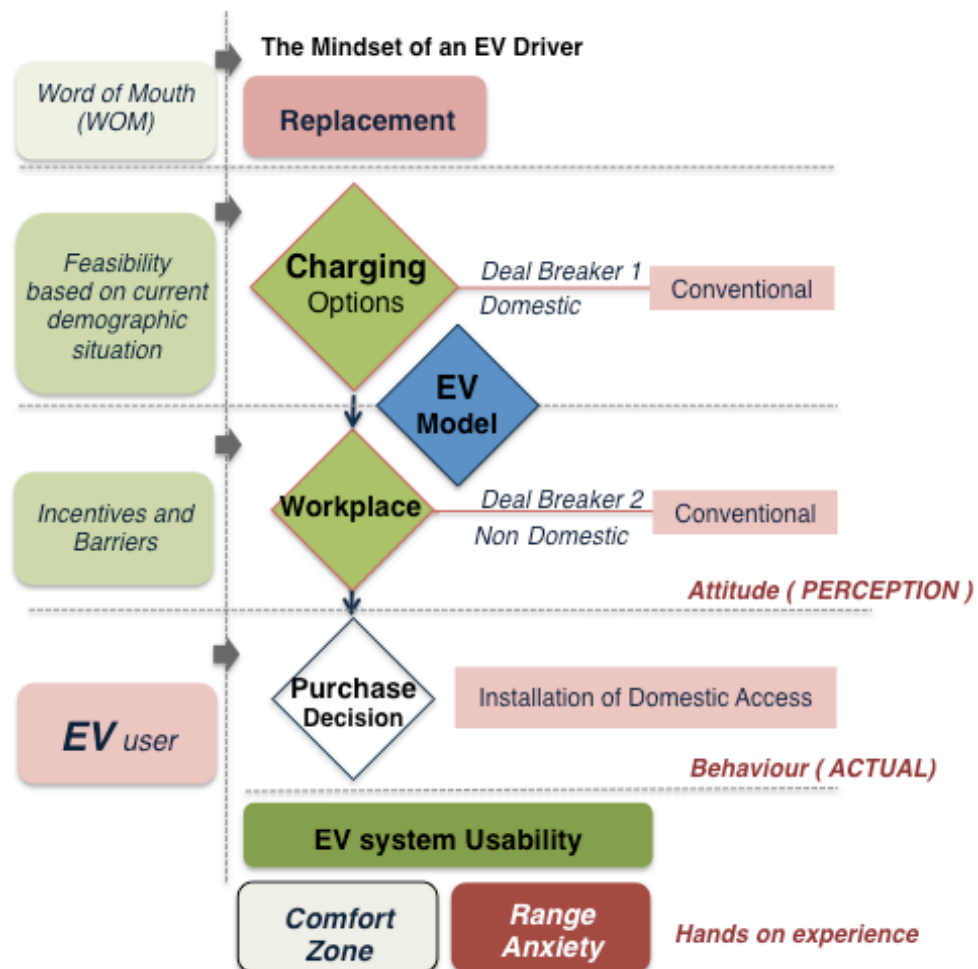 The Mindset of an EV Driver
Word of Mouth
(WOM)
Replacement
Feasibility
based on current
demographic
situation
Charging
Options
Deal Breaker 1
Domestic
Conventional
EV
Model
Incentives and
Barriers
Workplace
Deal Breaker 2
Non Domestic
Conventional
Attitude ( PERCEPTION )
EV user
Purchase
Decision
Installation of Domestic Access
Behaviour ( ACTUAL)
EV system Usability
Comfort
Zone
Range
Anxiety
Hands on experience